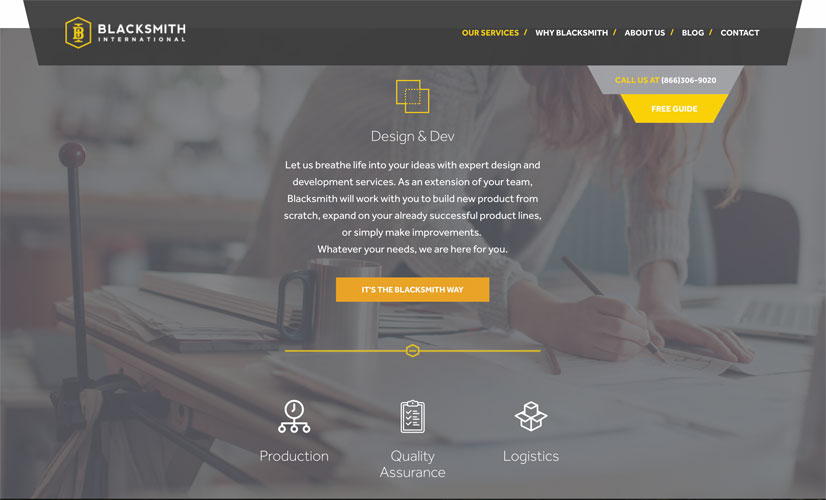 BLACKSMITH
INTERNATIONAL
OUR SERVICES / WHY BLACKSMITH / ABOUT US / BLOG / CONTACT
CALL US AT (866)306-9020
FREE GUIDE
Design & Dev
Let us breathe life into your ideas with expert design and
development services. As an extension of your team,
Blacksmith will work with you to build new product from
scratch, expand on your already successful product lines,
or simply make improvements.
Whatever your needs, we are here for you.
IT'S THE BLACKSMITH WAY
Production
Quality
Assurance
Logistics